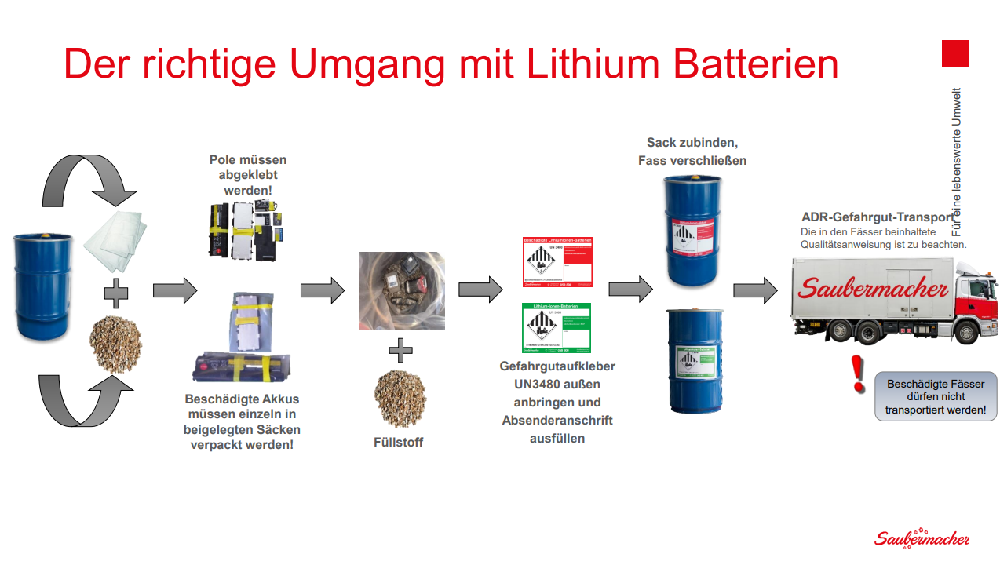 Der richtige Umgang mit Lithium Batterien
Für eine lebenswerte Umwelt
Pole müssen
abgeklebt
werden!
Beschädigte Akkus
müssen einzeln in
beigelegten Säcken
verpackt werden!
Füllstoff
Beschädigte LithiumIonen-Batterien
UN 3480
Lithium-Ionen-Batterien
UN 3480
Gefahrgutaufkleber
UN3480 außen
anbringen und
Absenderanschrift
ausfüllen
Sack zubinden,
Fass verschließen
ADR-Gefahrgut-Transport
Die in den Fässer beinhaltete
Qualitätsanweisung ist zu beachten.
Saubermacher
!
Beschädigte Fässer
dürfen nicht
transportiert werden!
Saubermacher